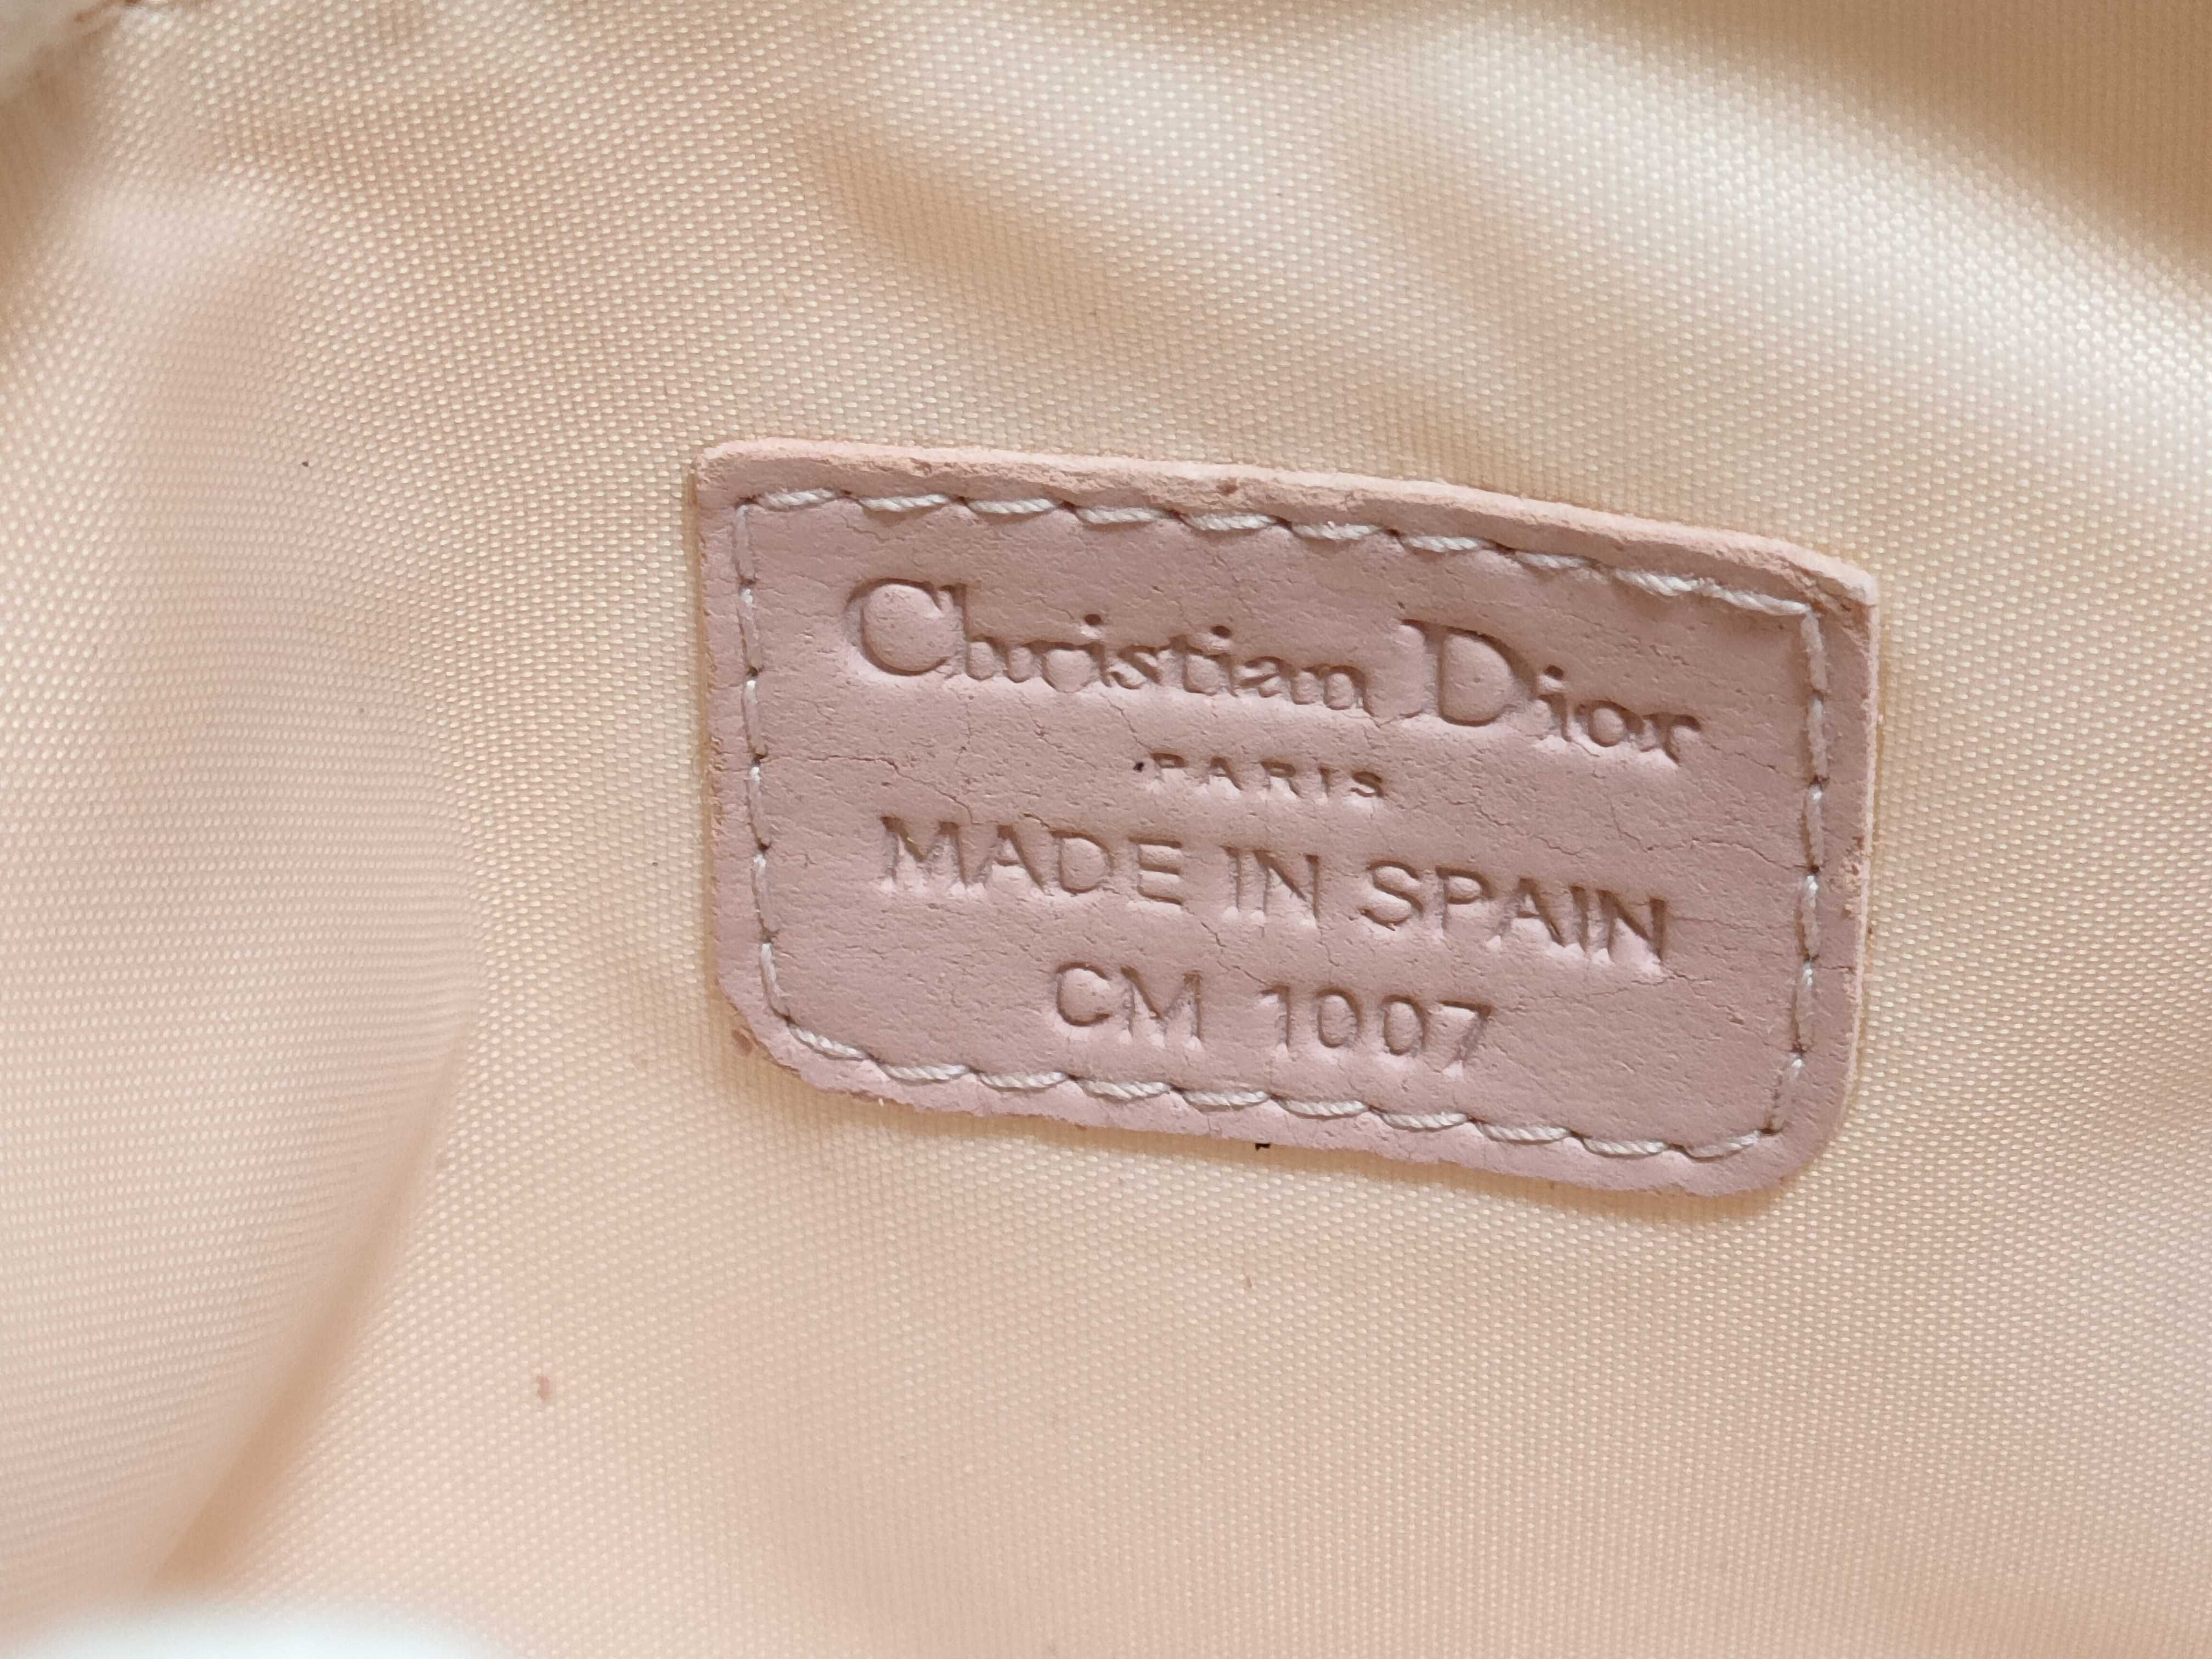 Christian Dior
PARIS
MADE IN SPAIN
CM 1007